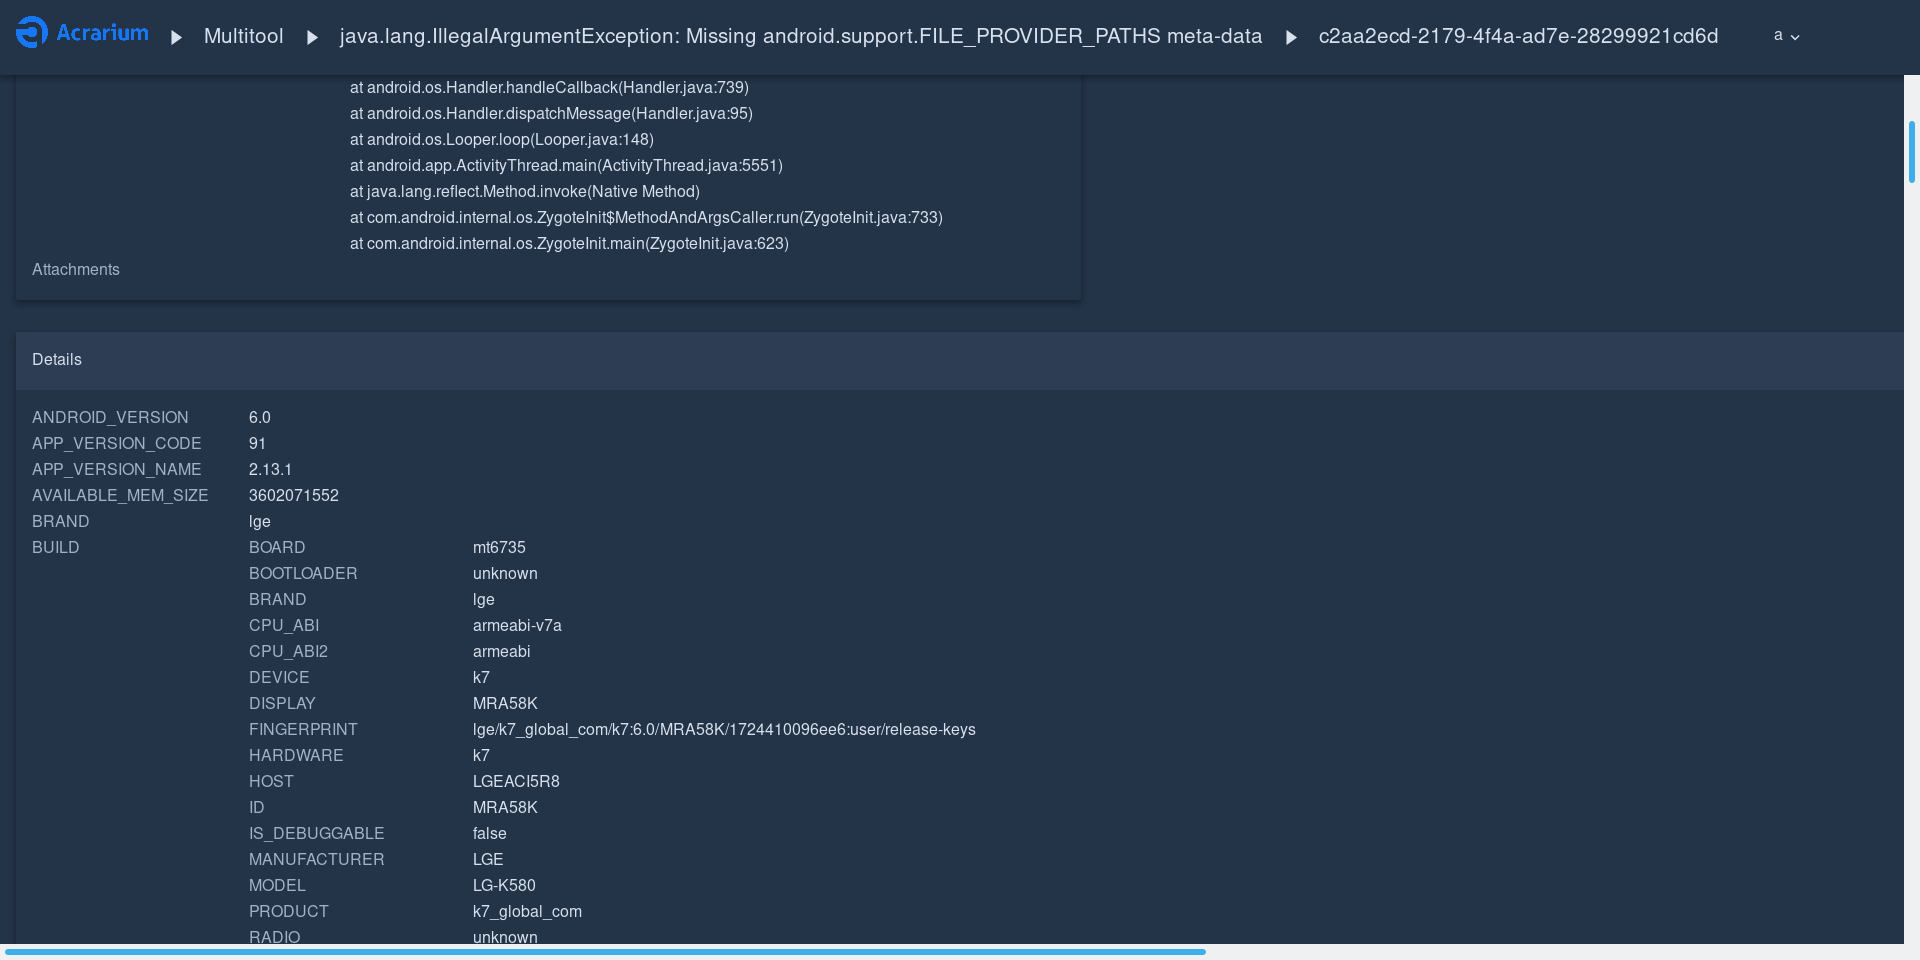 Acrarium Multitool java.lang.IllegalArgumentException: Missing android.support.FILE_PROVIDER_PATHS meta-data c2aa2ecd-2179-4f4a-ad7e-28299921cd6d a
at android.os.Handler.handleCallback(Handler.java:739)
at android.os.Handler.dispatchMessage(Handler.java:95)
at android.os.Looper.loop(Looper.java:148)
at android.app.ActivityThread.main(ActivityThread.java:5551)
at java.lang.reflect.Method.invoke(Native Method)
at com.android.internal.os.ZygoteInit$MethodAndArgsCaller.run(ZygoteInit.java:733)
at com.android.internal.os.ZygoteInit.main(ZygoteInit.java:623)
Attachments
Details
ANDROID_VERSION 6.0
APP_VERSION_CODE 91
APP_VERSION_NAME 2.13.1
AVAILABLE_MEM_SIZE 3602071552
BRAND lge
BUILD BOARD mt6735
BOOTLOADER unknown
BRAND lge
CPU_ABI armeabi-v7a
CPU_ABI2 armeabi
DEVICE k7
DISPLAY MRA58K
FINGERPRINT lge/k7_global_com/k7:6.0/MRA58K/1724410096ee6:user/release-keys
HARDWARE k7
HOST LGEACI5R8
ID MRA58K
IS_DEBUGGABLE false
MANUFACTURER LGE
MODEL LG-K580
PRODUCT k7_global_com
RADIO unknown